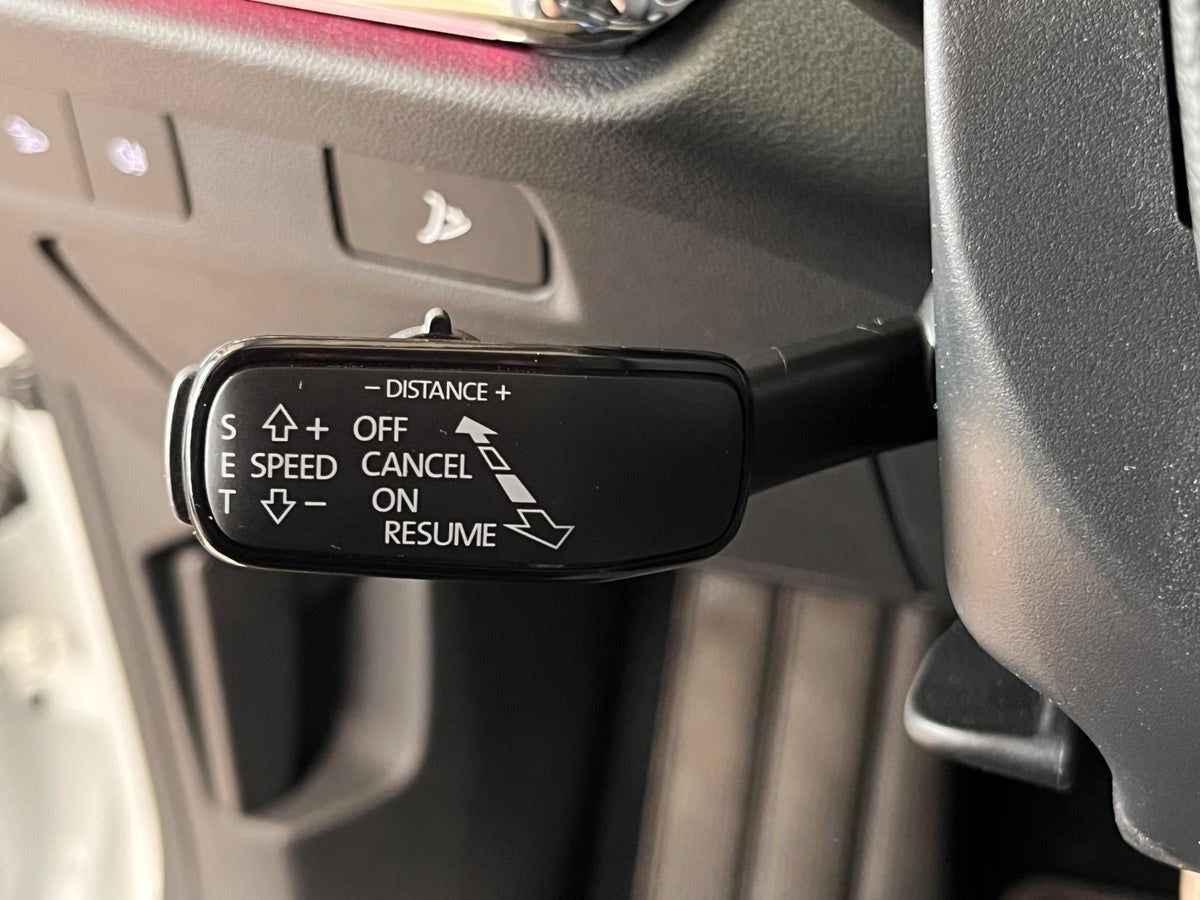 − DISTANCE +
S + OFF
E SPEED CANCEL
T − ON
RESUME